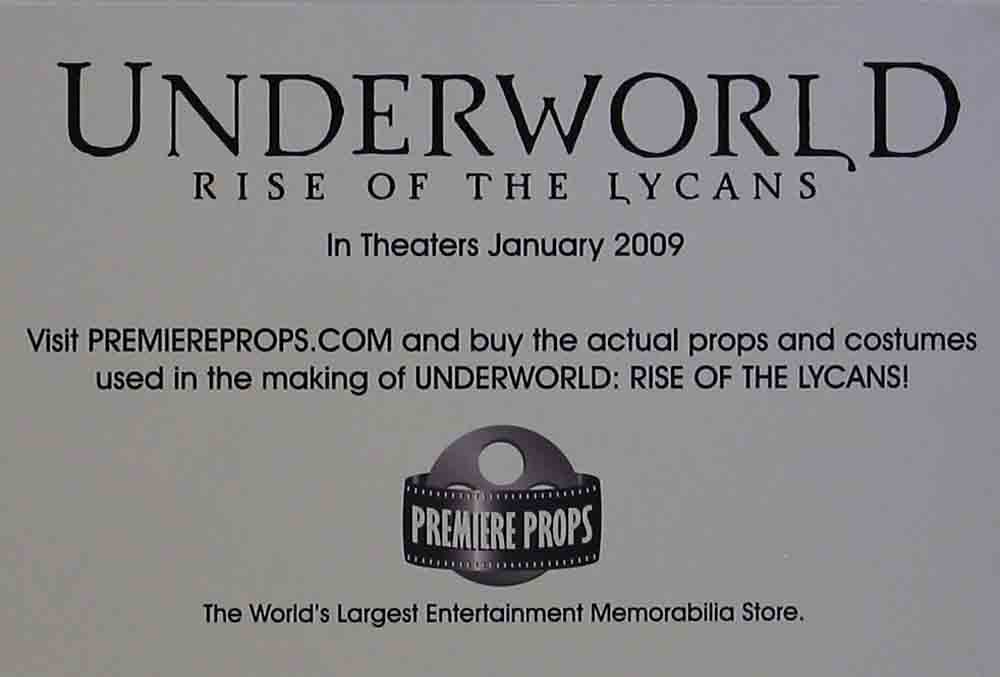 UNDERWORLD
RISE OF THE LYCANS
In Theaters January 2009
Visit PREMIEREPROPS.COM and buy the actual props and costumes
used in the making of UNDERWORLD: RISE OF THE LYCANS!
PREMIERE PROPS
The World's Largest Entertainment Memorabilia Store.